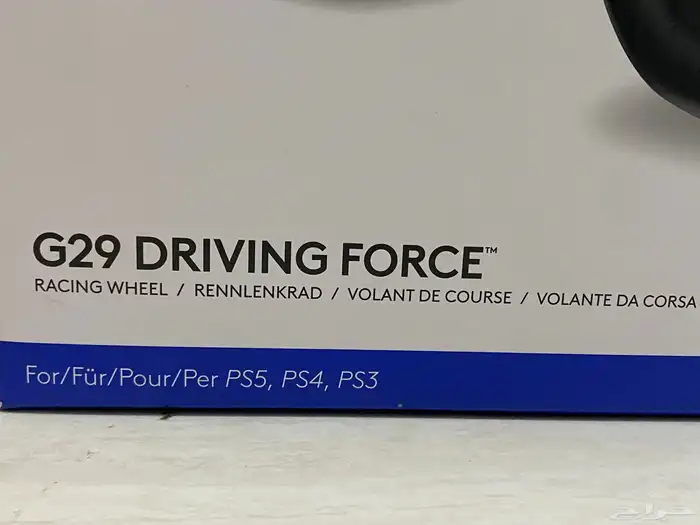 G29 DRIVING FORCE™
RACING WHEEL / RENNLENKRAD / VOLANT DE COURSE / VOLANTE DA CORSA
For/Für/Pour/Per PS5, PS4, PS3
حراج